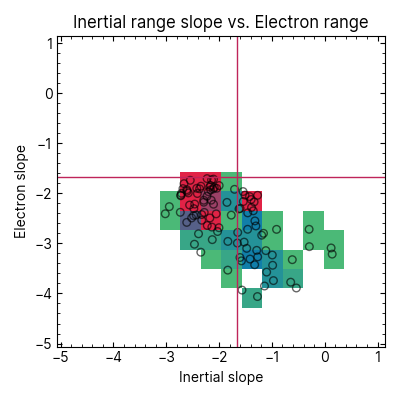 Inertial range slope vs. Electron range
1
0
−1
−2
−3
−4
−5
Electron slope
−5 −4 −3 −2 −1 0 1
Inertial slope